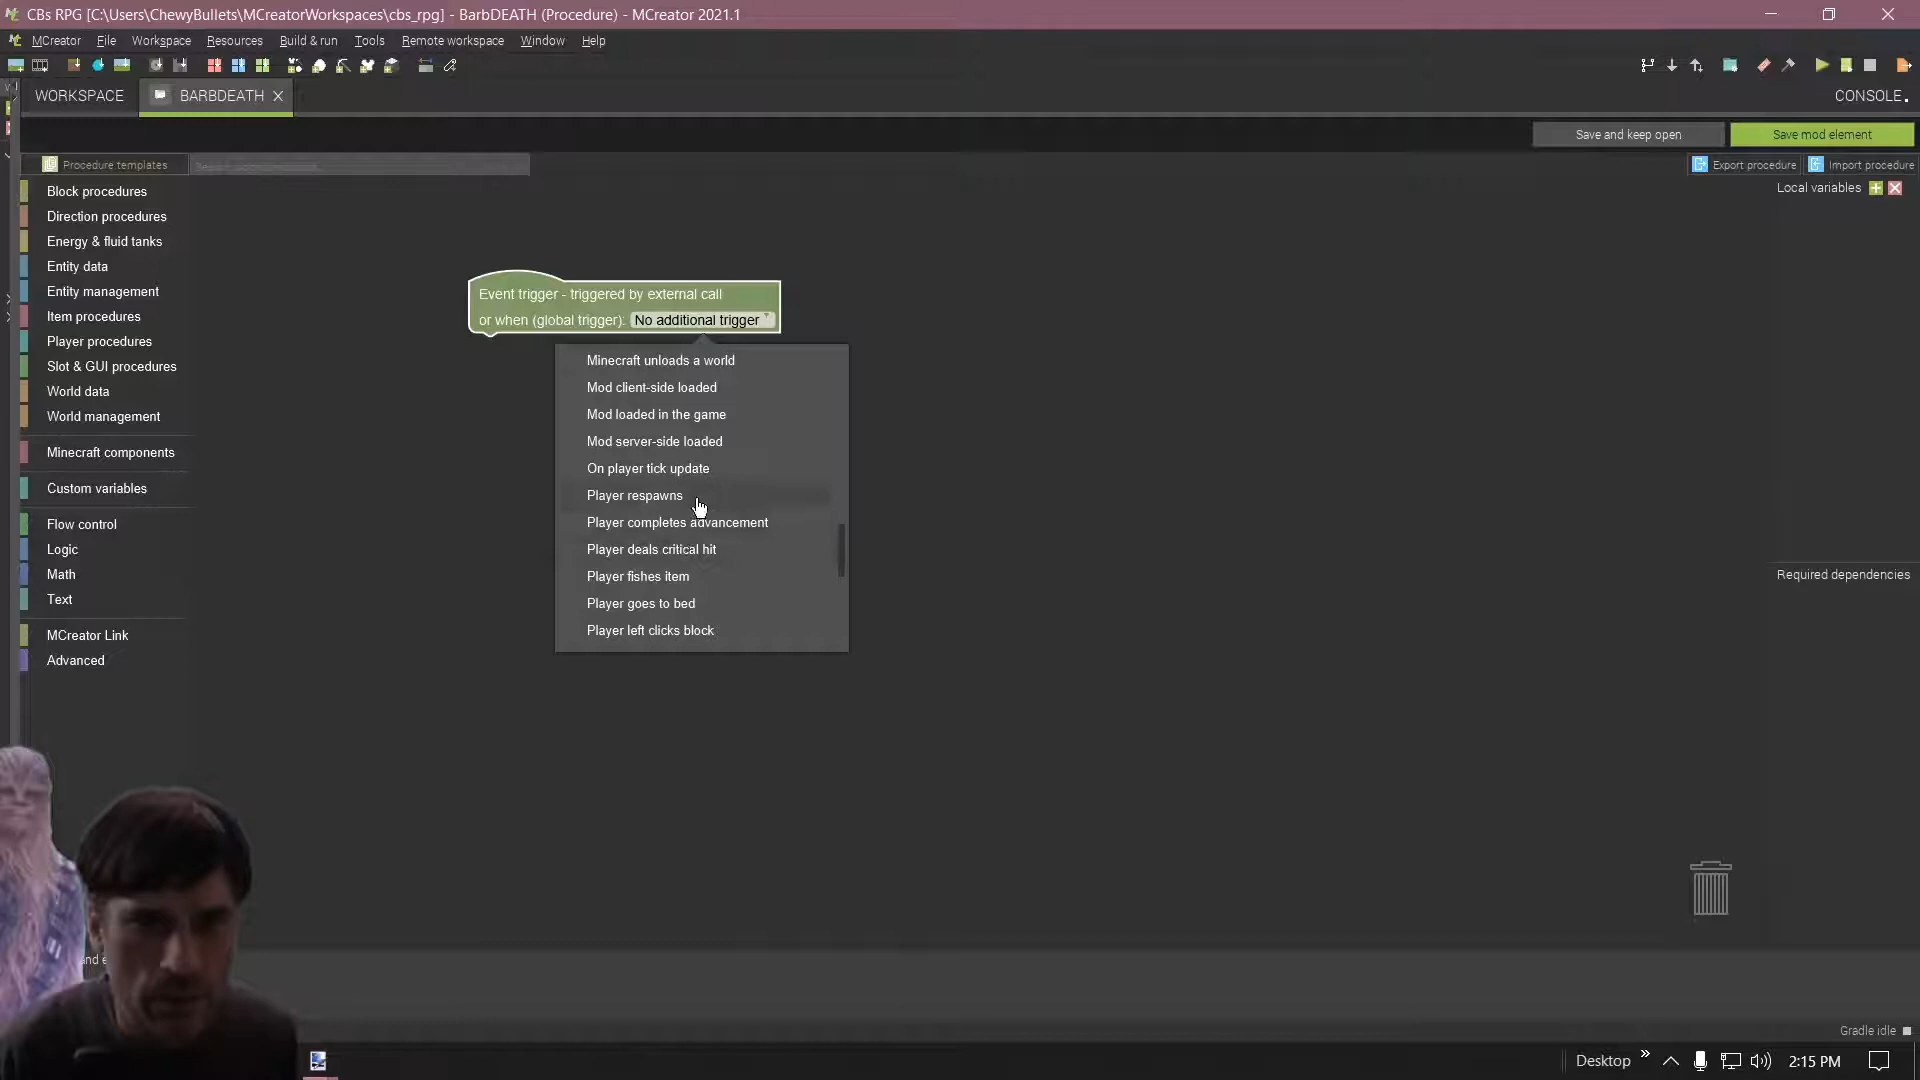 CBs RPG [C:\Users\ChewyBullets\MCreatorWorkspaces\cbs_rpg] - BarbDEATH (Procedure) - MCreator 2021.1
MCreator File Workspace Resources Build & run Tools Remote workspace Window Help
WORKSPACE BARBDEATH CONSOLE
Save and keep open Save mod element
Procedure templates Export procedure Import procedure
Local variables
Block procedures
Direction procedures
Energy & fluid tanks
Entity data
Entity management
Item procedures
Player procedures
Slot & GUI procedures
World data
World management
Minecraft components
Custom variables
Flow control
Logic
Math
Text
MCreator Link
Advanced
Event trigger - triggered by external call
or when (global trigger): No additional trigger
Minecraft unloads a world
Mod client-side loaded
Mod loaded in the game
Mod server-side loaded
On player tick update
Player respawns
Player completes advancement
Player deals critical hit
Player fishes item
Player goes to bed
Player left clicks block
Required dependencies
Gradle idle
Desktop 2:15 PM